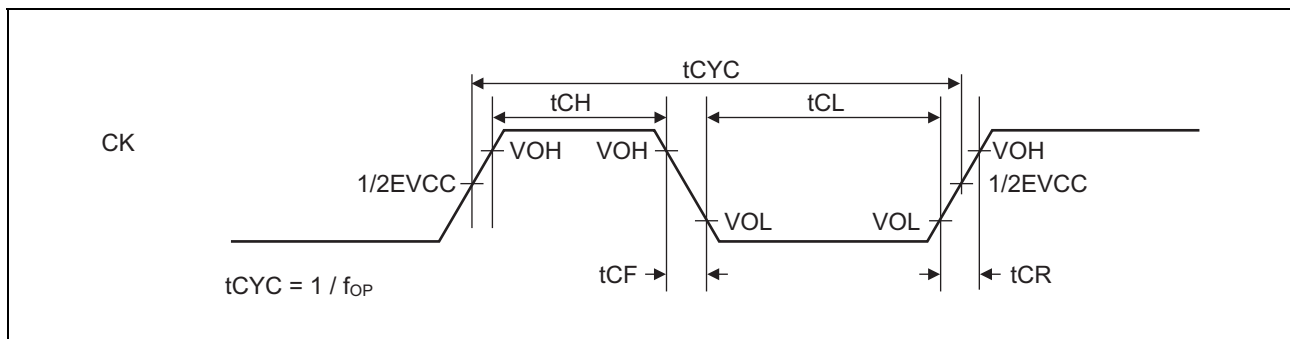 tCYC
tCH
tCL
CK
VOH
VOH
VOH
1/2EVCC
1/2EVCC
VOL
VOL
tCF
tCR
tCYC = 1 / fOP